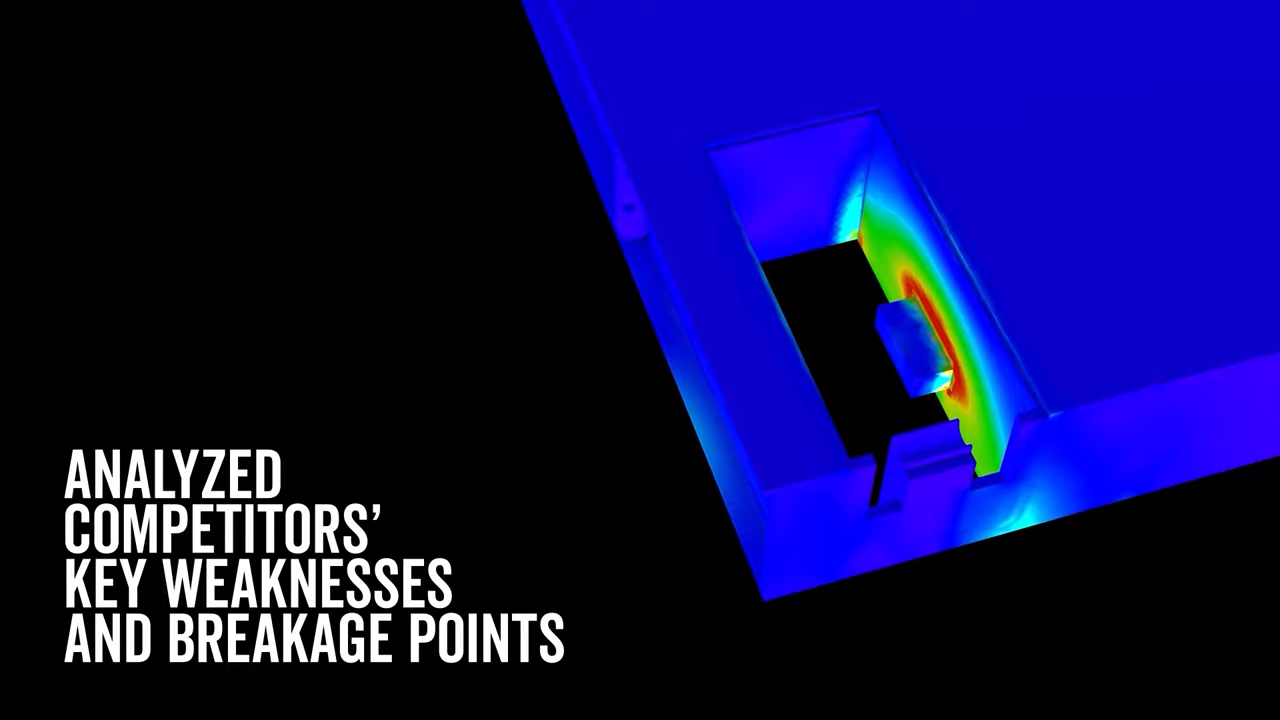 ANALYZED
COMPETITORS’
KEY WEAKNESSES
AND BREAKAGE POINTS